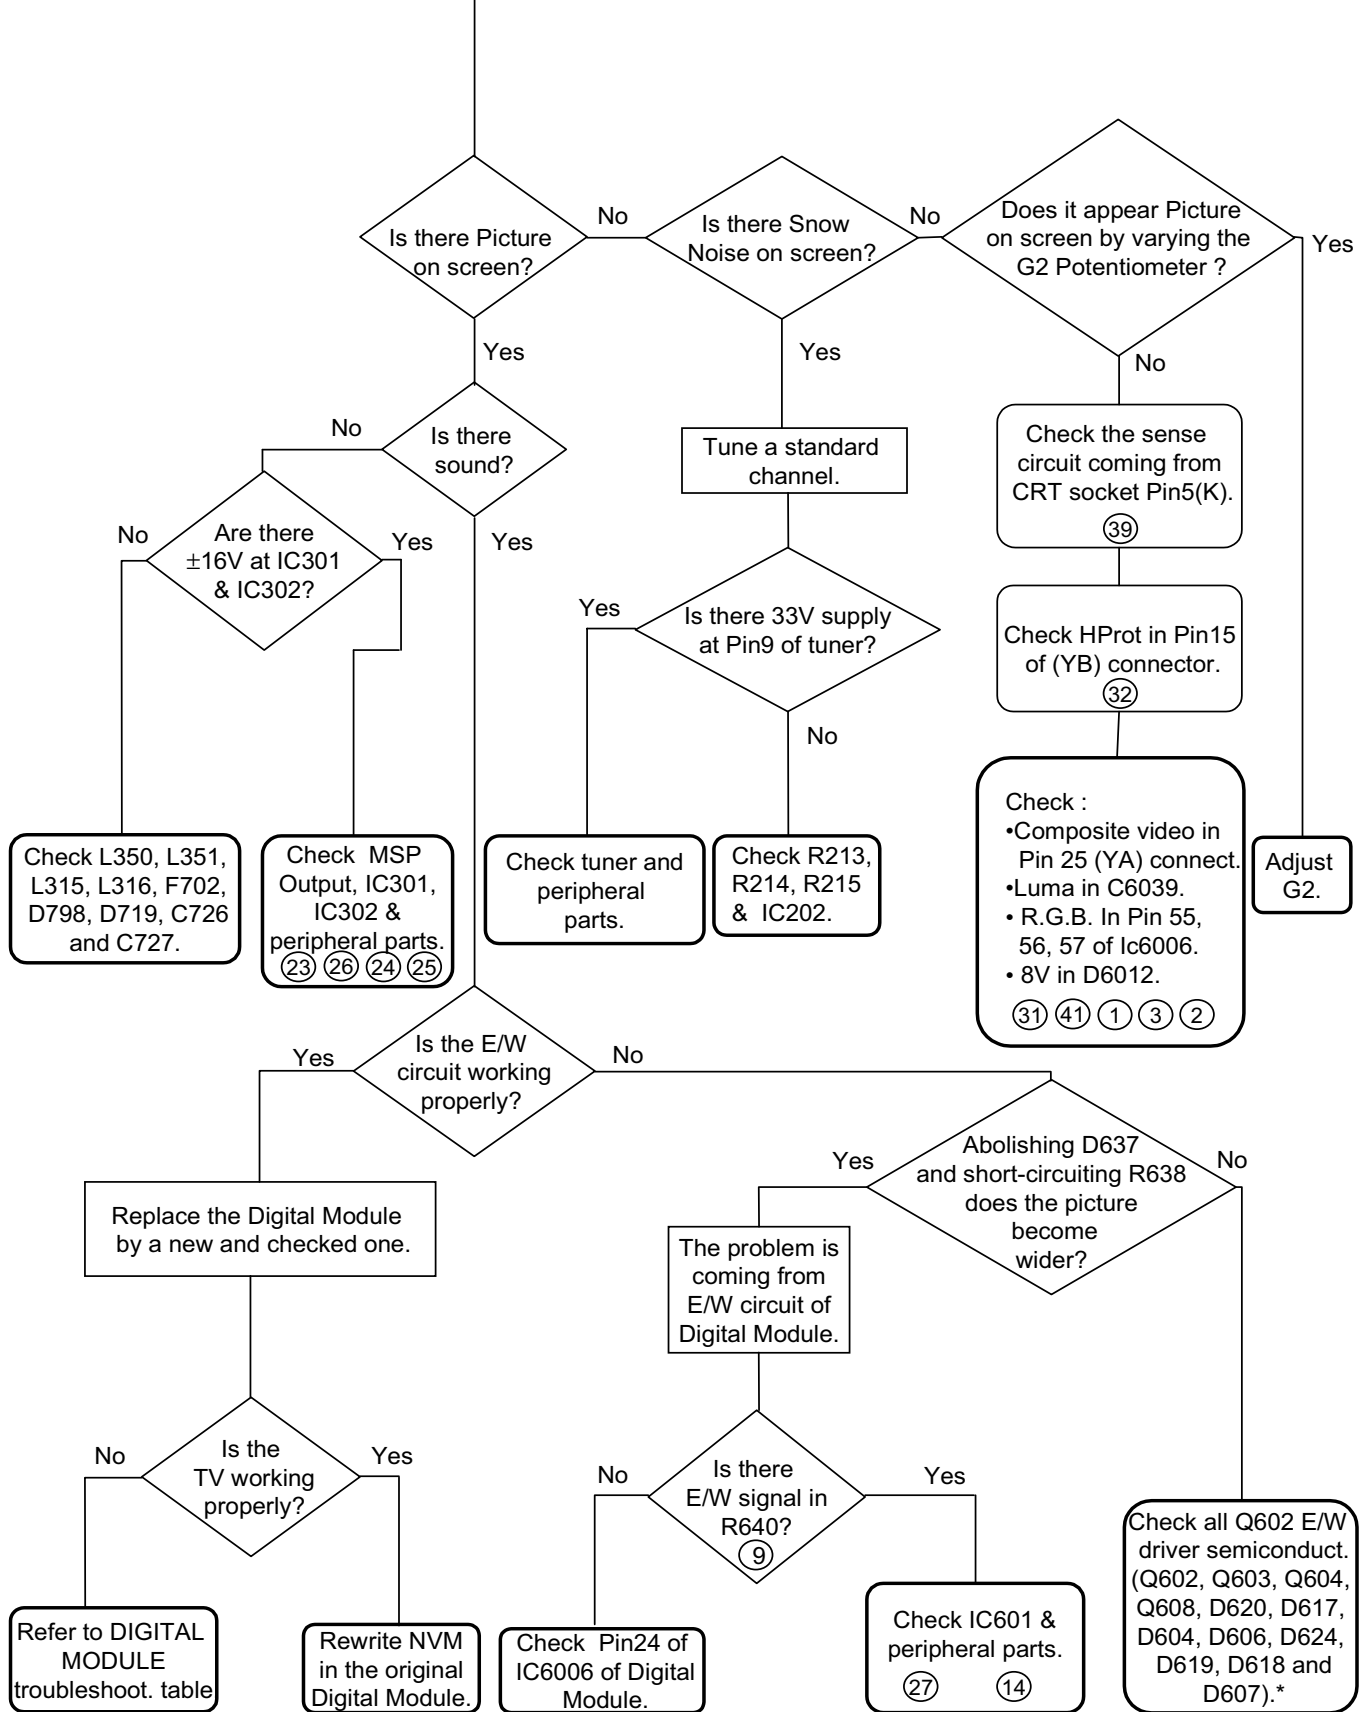 Is there Picture
on screen?
No
Is there Snow
Noise on screen?
No
Does it appear Picture
on screen by varying the
G2 Potentiometer ?
Yes
Yes
Yes
No
No
Is there
sound?
Tune a standard
channel.
Check the sense
circuit coming from
CRT socket Pin5(K).
39
No
Are there
±16V at IC301
& IC302?
Yes
Yes
Yes
Is there 33V supply
at Pin9 of tuner?
No
Check HProt in Pin15
of (YB) connector.
32
Check L350, L351,
L315, L316, F702,
D798, D719, C726
and C727.
Check MSP
Output, IC301,
IC302 &
peripheral parts.
23 26 24 25
Check tuner and
peripheral
parts.
Check R213,
R214, R215
& IC202.
Check :
•Composite video in
Pin 25 (YA) connect.
•Luma in C6039.
• R.G.B. In Pin 55,
56, 57 of Ic6006.
• 8V in D6012.
31 41 1 3 2
Adjust
G2.
Yes
Is the E/W
circuit working
properly?
No
Replace the Digital Module
by a new and checked one.
Yes
Abolishing D637
and short-circuiting R638
does the picture
become
wider?
No
The problem is
coming from
E/W circuit of
Digital Module.
No
Is the
TV working
properly?
Yes
No
Is there
E/W signal in
R640?
9
Yes
Refer to DIGITAL
MODULE
troubleshoot. table
Rewrite NVM
in the original
Digital Module.
Check Pin24 of
IC6006 of Digital
Module.
Check IC601 &
peripheral parts.
27 14
Check all Q602 E/W
driver semiconduct.
(Q602, Q603, Q604,
Q608, D620, D617,
D604, D606, D624,
D619, D618 and
D607).*